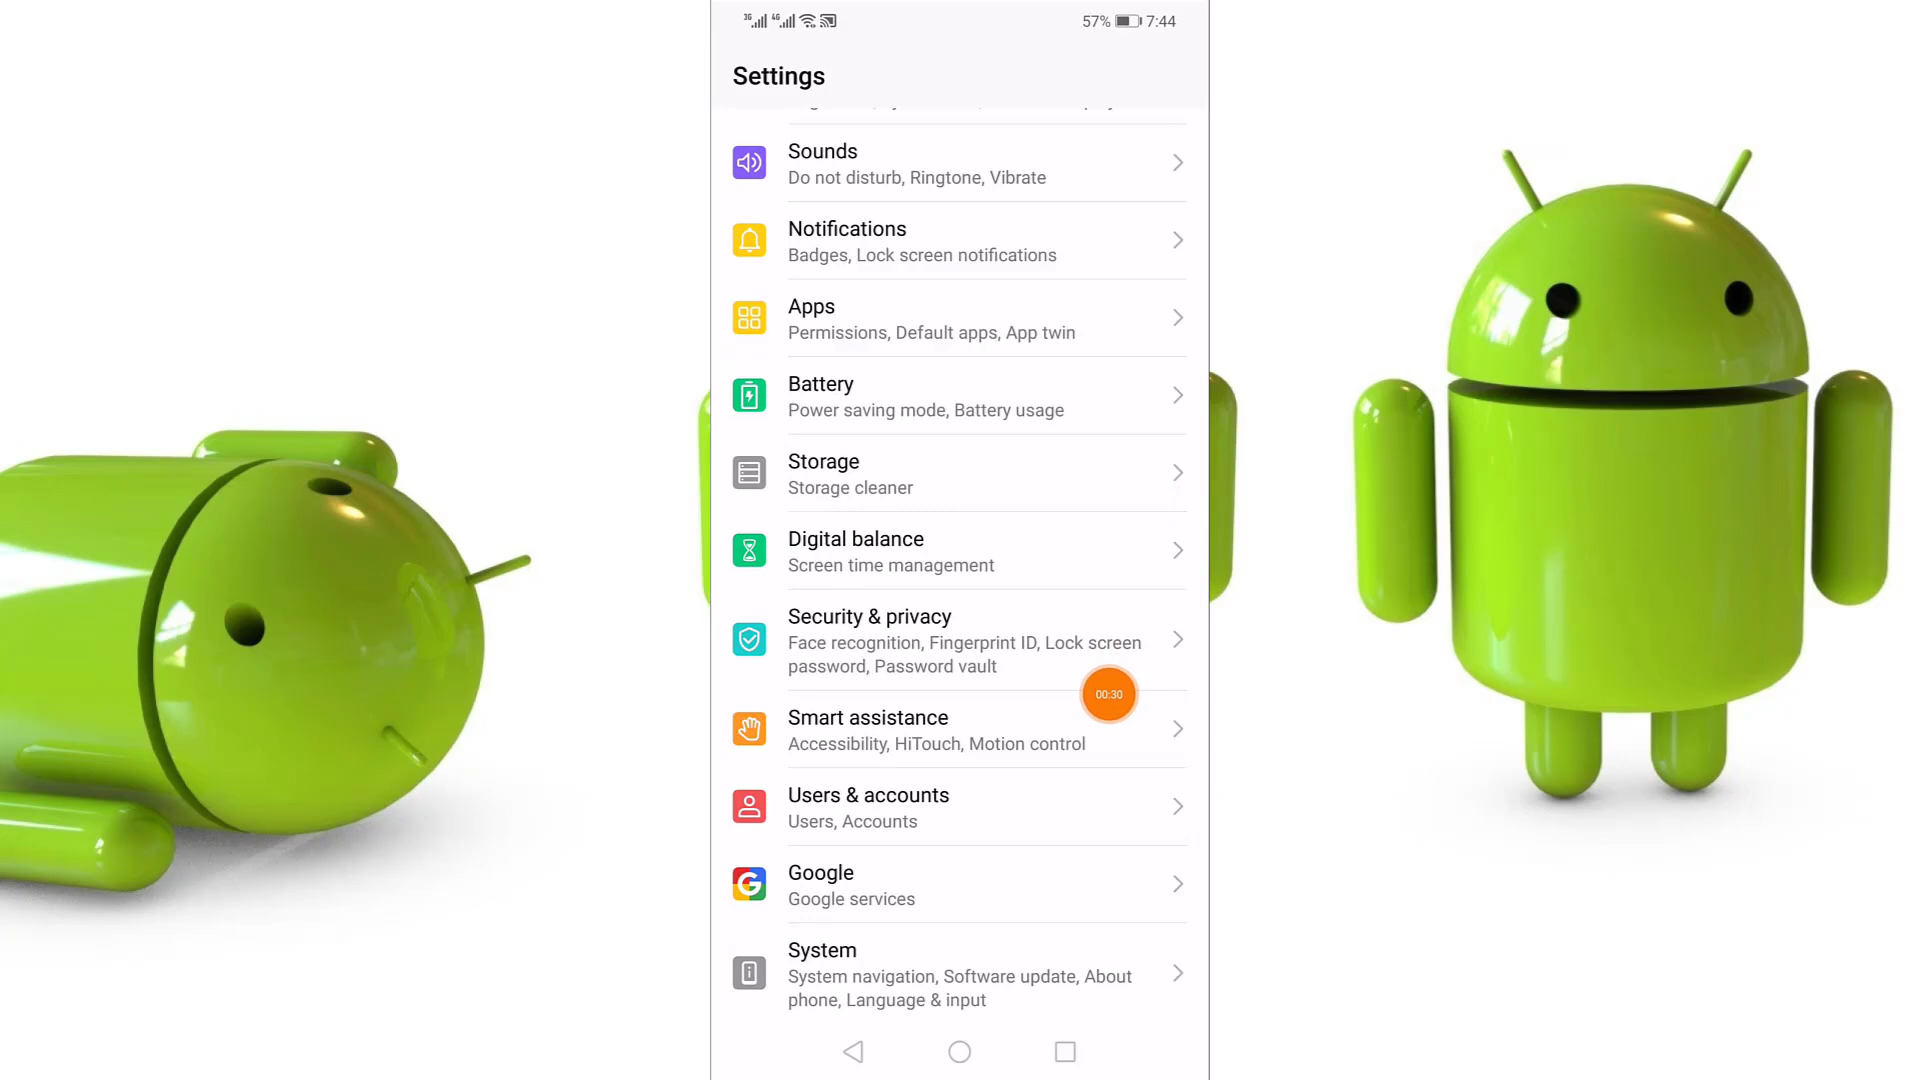 3G 4G 57% 7:44
Settings
Sounds
Do not disturb, Ringtone, Vibrate
Notifications
Badges, Lock screen notifications
Apps
Permissions, Default apps, App twin
Battery
Power saving mode, Battery usage
Storage
Storage cleaner
Digital balance
Screen time management
Security & privacy
Face recognition, Fingerprint ID, Lock screen
password, Password vault
00:30
Smart assistance
Accessibility, HiTouch, Motion control
Users & accounts
Users, Accounts
Google
Google services
System
System navigation, Software update, About
phone, Language & input